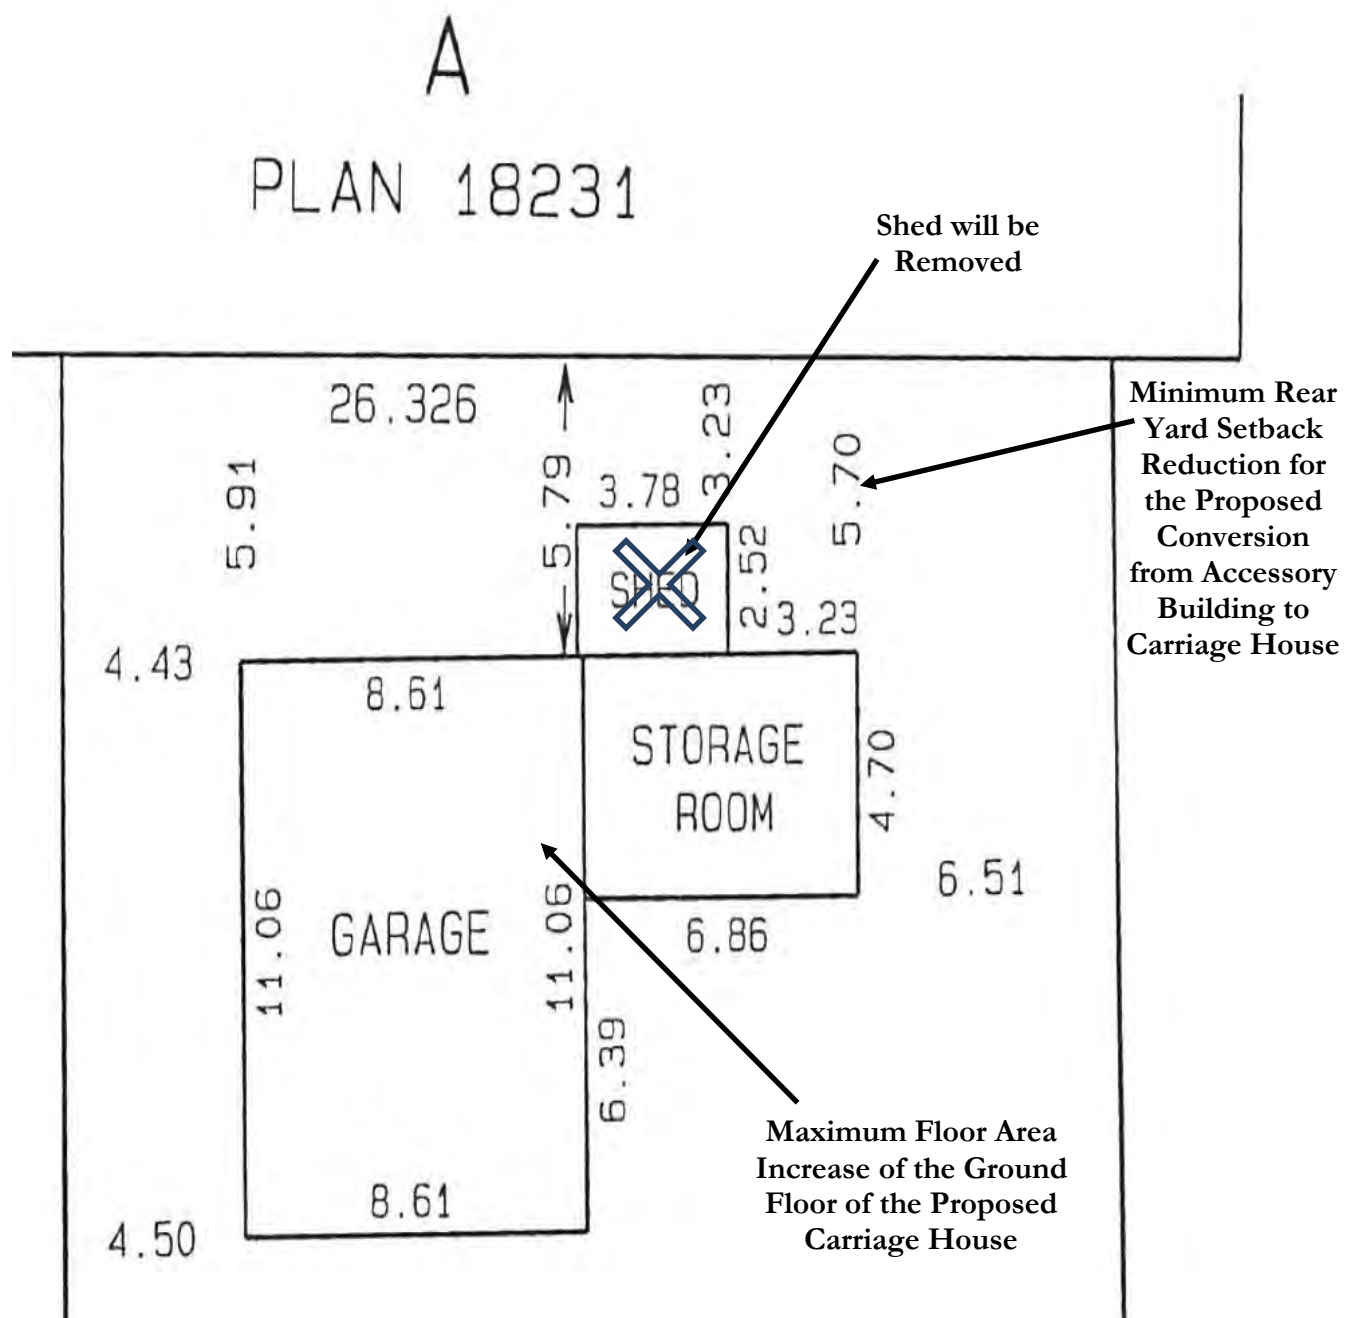 A
PLAN 18231
Shed will be
Removed
26.326
3.23
5.91
5.79
3.78
5.70
Minimum Rear
Yard Setback
Reduction for
the Proposed
Conversion
from Accessory
Building to
Carriage House
SHED
2.52
3.23
4.43
8.61
STORAGE
ROOM
4.70
6.51
11.06
GARAGE
11.06
6.86
6.39
8.61
4.50
Maximum Floor Area
Increase of the Ground
Floor of the Proposed
Carriage House